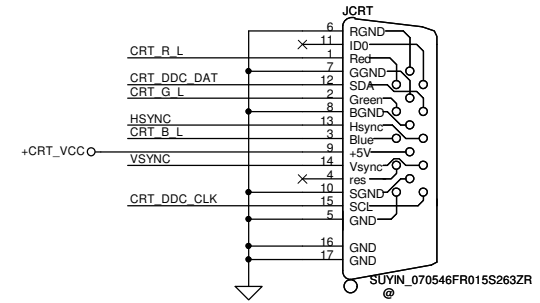 JCRT
6 RGND
11 ID0
CRT_R_L 1 Red
7 GGND
CRT_DDC_DAT 12 SDA
CRT_G_L 2 Green
8 BGND
HSYNC 13 Hsync
CRT_B_L 3 Blue
+CRT_VCC 9 +5V
VSYNC 14 Vsync
4 res
10 SGND
CRT_DDC_CLK 15 SCL
5 GND
16 GND
17 GND
SUYIN_070546FR015S263ZR
@